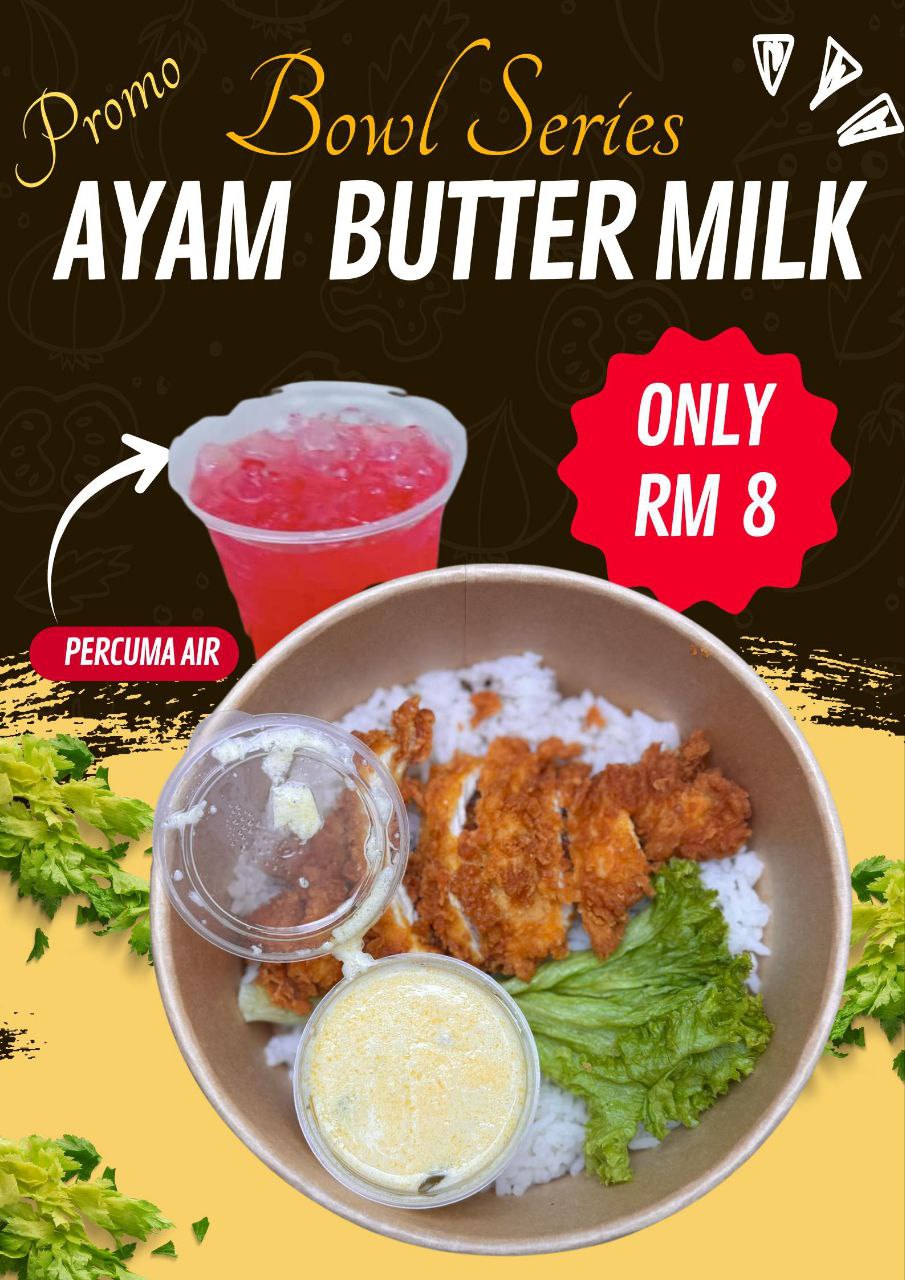 Promo
Bowl Series
AYAM BUTTER MILK
ONLY
RM 8
PERCUMA AIR